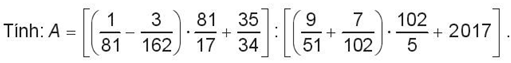 Tính: A = [(1/81 − 3/162) · 81/17 + 35/34] : [(9/51 + 7/102) · 102/5 + 2017].